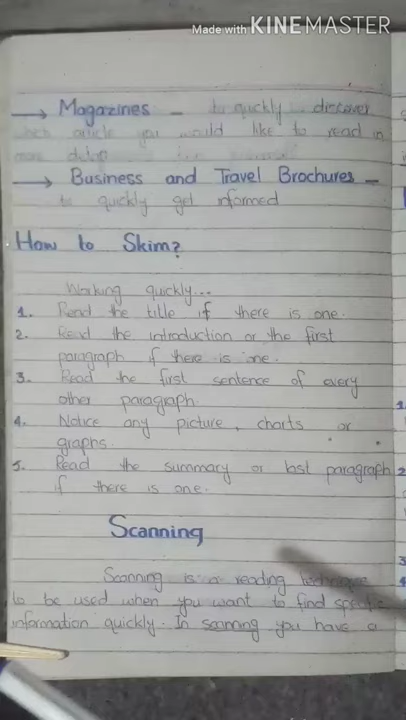 Made with KINEMASTER
→ Magazines – to quickly discover
which article you would like to read in
more
→ Business and Travel Brochures –
to quickly get informed
How to Skim?
Working quickly...
1. Read the title if there is one.
2. Read the introduction or the first
paragraph if there is one.
3. Read the first sentence of every
other paragraph.
4. Notice any picture, charts or
graphs.
5. Read the summary or last paragraph
if there is one.
Scanning
Scanning is a reading technique
to be used when you want to find specific
information quickly. In scanning you have a